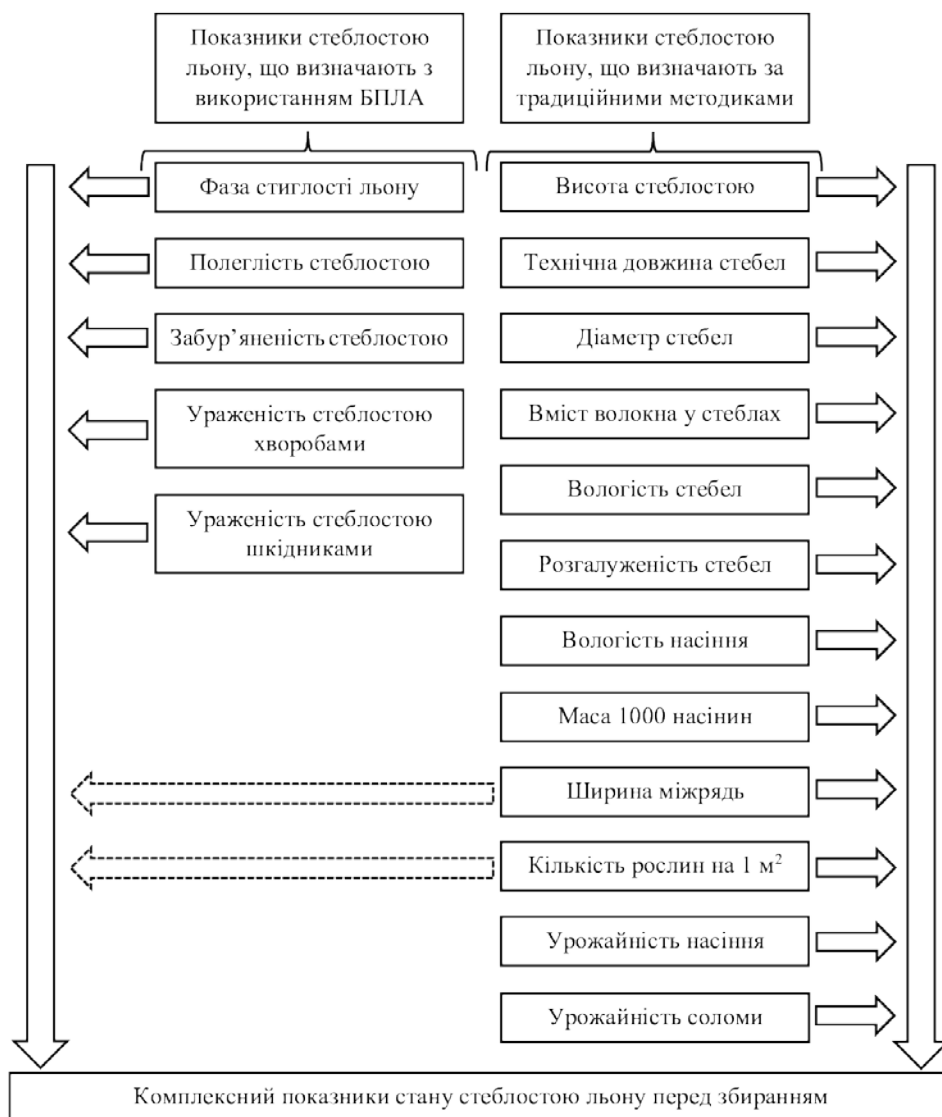 Показники стеблостою
льону, що визначають з
використанням БПЛА
Показники стеблостою
льону, що визначають за
традиційними методиками
Фаза стиглості льону
Висота стеблостою
Полеглість стеблостою
Технічна довжина стебел
Забур’яненість стеблостою
Діаметр стебел
Ураженість стеблостою
хворобами
Вміст волокна у стеблах
Вологість стебел
Ураженість стеблостою
шкідниками
Розгалуженість стебел
Вологість насіння
Маса 1000 насінин
Ширина міжрядь
Кількість рослин на 1 м²
Урожайність насіння
Урожайність соломи
Комплексний показники стану стеблостою льону перед збиранням